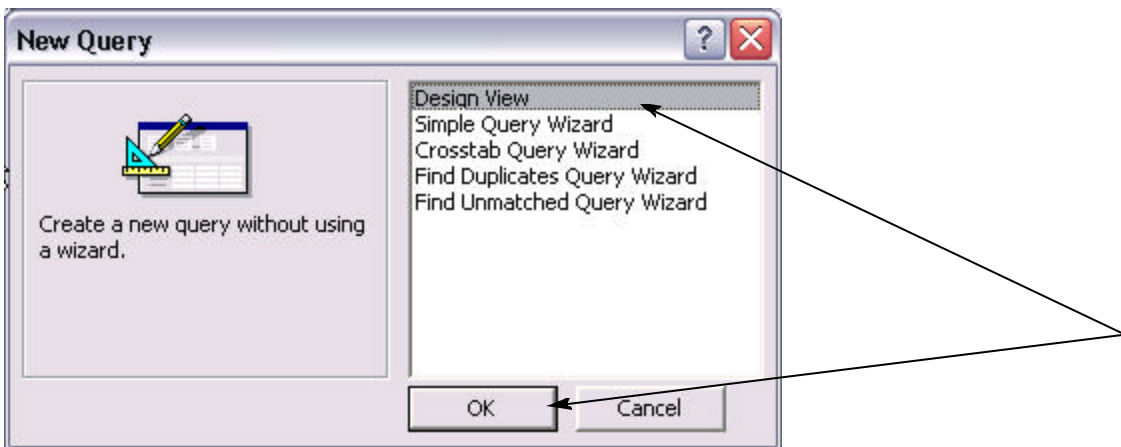 New Query
Design View
Simple Query Wizard
Crosstab Query Wizard
Find Duplicates Query Wizard
Find Unmatched Query Wizard
Create a new query without using
a wizard.
OK
Cancel